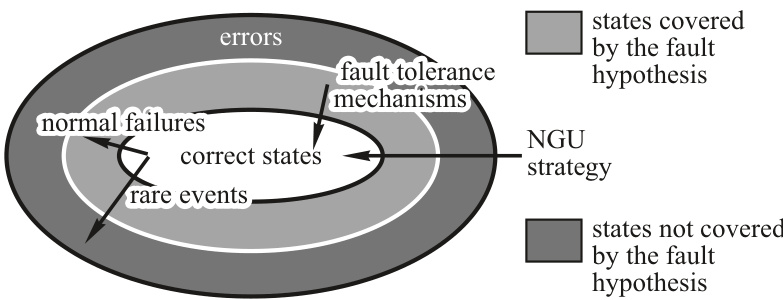 errors
fault tolerance
mechanisms
normal failures
correct states
rare events
states covered
by the fault
hypothesis
NGU
strategy
states not covered
by the fault
hypothesis